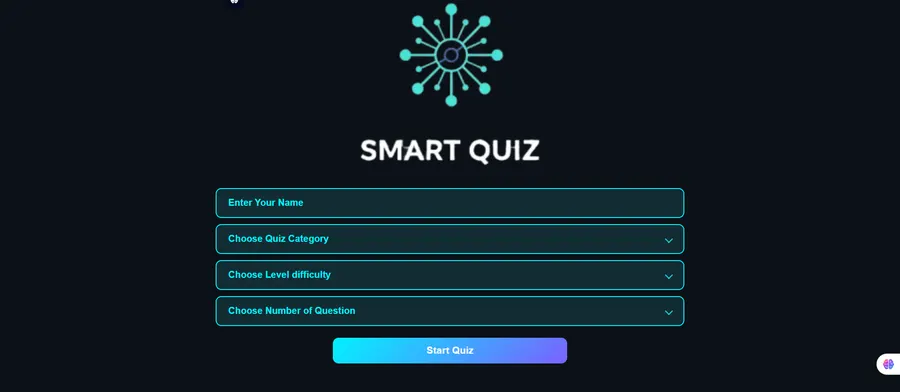 SMART QUIZ
Enter Your Name
Choose Quiz Category
Choose Level difficulty
Choose Number of Question
Start Quiz